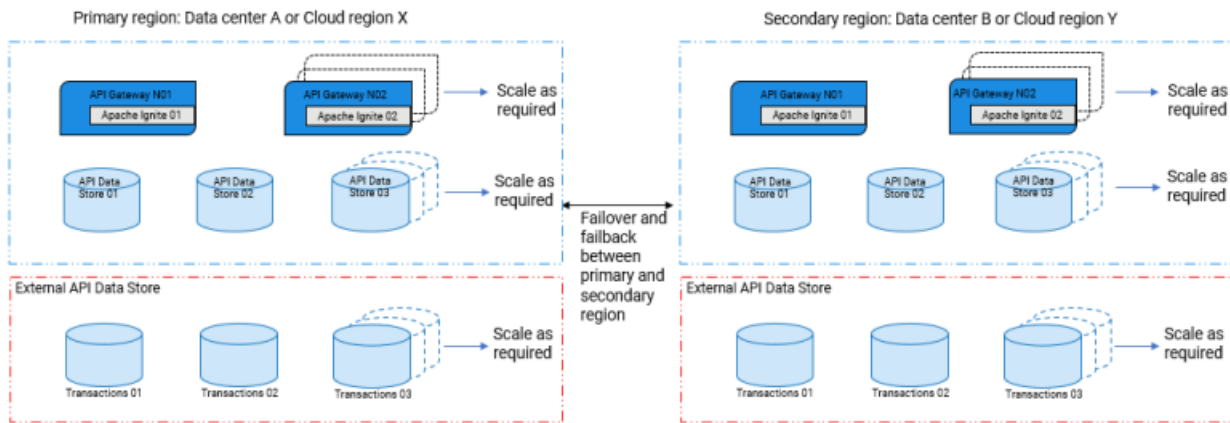 Primary region: Data center A or Cloud region X
API Gateway N01
Apache Ignite 01
API Gateway N02
Apache Ignite 02
Scale as
required
API Data
Store 01
API Data
Store 02
API Data
Store 03
Scale as
required
External API Data Store
Transactions 01
Transactions 02
Transactions 03
Scale as
required
Failover and
failback
between
primary and
secondary
region
Secondary region: Data center B or Cloud region Y
API Gateway N01
Apache Ignite 01
API Gateway N02
Apache Ignite 02
Scale as
required
API Data
Store 01
API Data
Store 02
API Data
Store 03
Scale as
required
External API Data Store
Transactions 01
Transactions 02
Transactions 03
Scale as
required